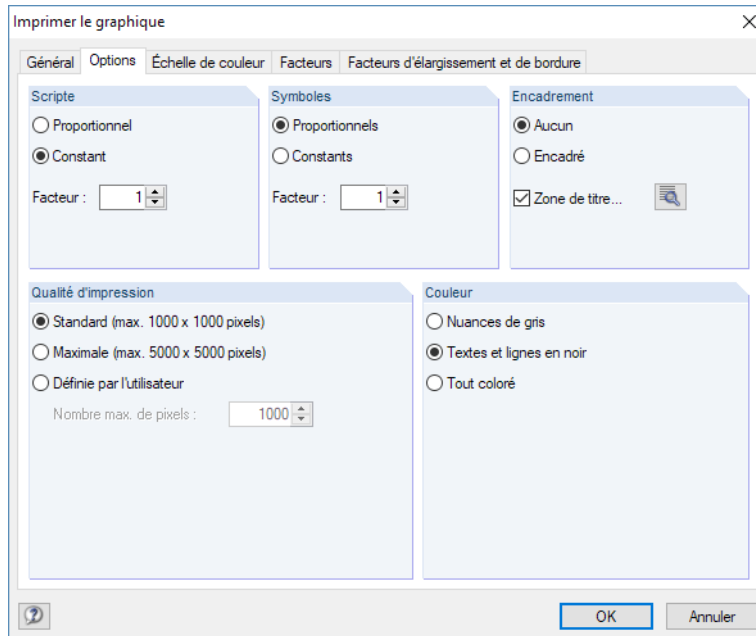 Imprimer le graphique
Général Options Échelle de couleur Facteurs Facteurs d'élargissement et de bordure
Scripte
Proportionnel
Constant
Facteur : 1
Symboles
Proportionnels
Constants
Facteur : 1
Encadrement
Aucun
Encadré
Zone de titre...
Qualité d'impression
Standard (max. 1000 x 1000 pixels)
Maximale (max. 5000 x 5000 pixels)
Définie par l'utilisateur
Nombre max. de pixels : 1000
Couleur
Nuances de gris
Textes et lignes en noir
Tout coloré
OK Annuler